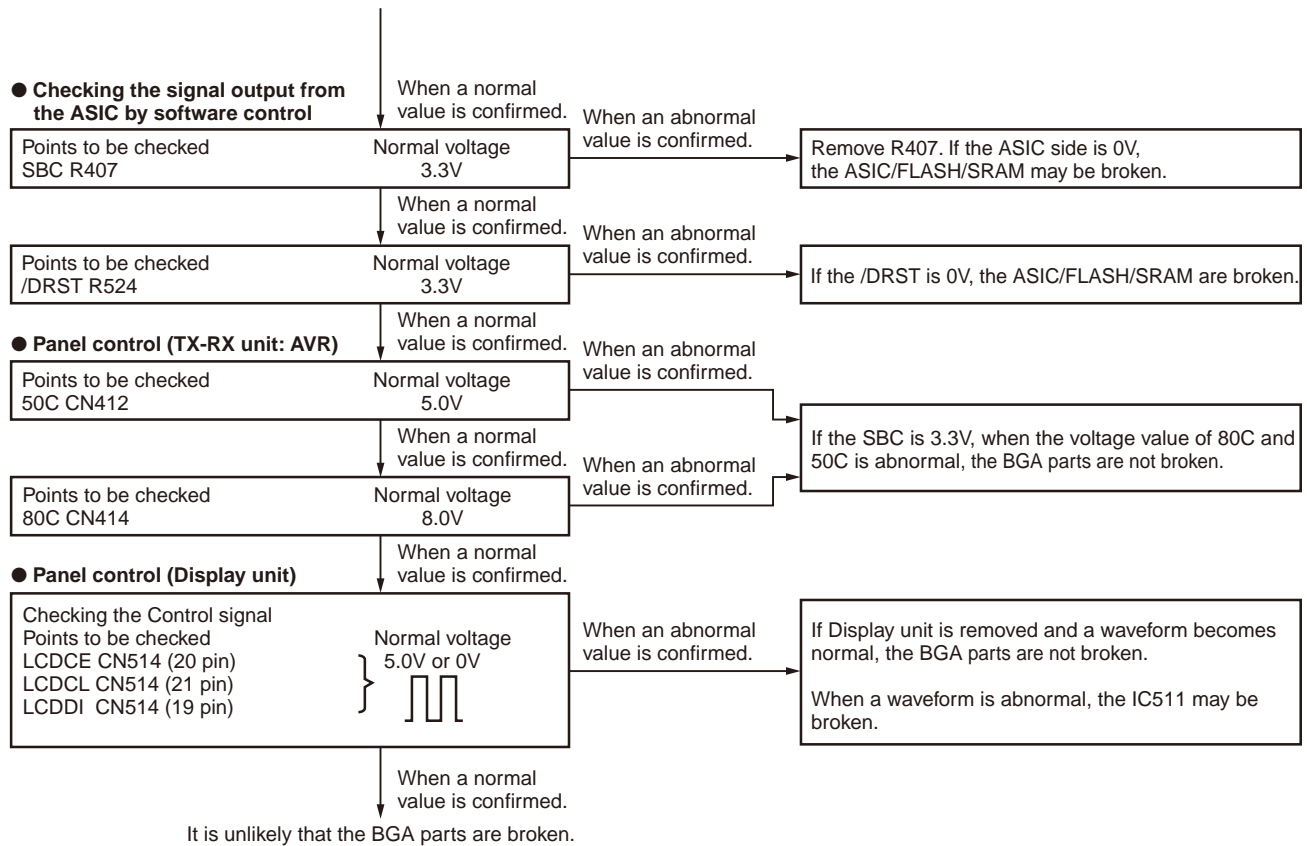 ● Checking the signal output from
the ASIC by software control
When a normal
value is confirmed.
When an abnormal
value is confirmed.
Points to be checked Normal voltage
SBC R407 3.3V
Remove R407. If the ASIC side is 0V,
the ASIC/FLASH/SRAM may be broken.
When a normal
value is confirmed.
When an abnormal
value is confirmed.
Points to be checked Normal voltage
/DRST R524 3.3V
If the /DRST is 0V, the ASIC/FLASH/SRAM are broken.
When a normal
value is confirmed.
● Panel control (TX-RX unit: AVR)
When an abnormal
value is confirmed.
Points to be checked Normal voltage
50C CN412 5.0V
When a normal
value is confirmed.
When an abnormal
value is confirmed.
If the SBC is 3.3V, when the voltage value of 80C and
50C is abnormal, the BGA parts are not broken.
Points to be checked Normal voltage
80C CN414 8.0V
When a normal
value is confirmed.
● Panel control (Display unit)
Checking the Control signal
Points to be checked Normal voltage
LCDCE CN514 (20 pin) 5.0V or 0V
LCDCL CN514 (21 pin)
LCDDI CN514 (19 pin)
When an abnormal
value is confirmed.
If Display unit is removed and a waveform becomes
normal, the BGA parts are not broken.
When a waveform is abnormal, the IC511 may be
broken.
When a normal
value is confirmed.
It is unlikely that the BGA parts are broken.